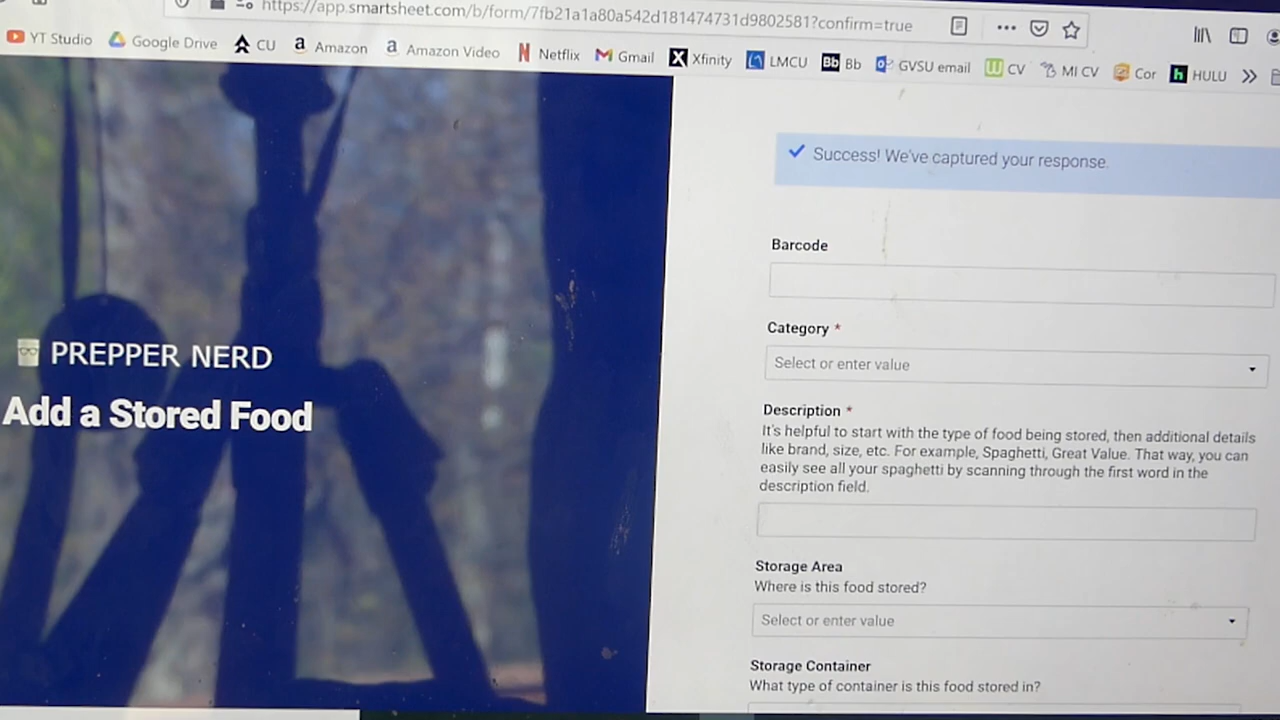 https://app.smartsheet.com/b/form/7fb21a1a80a542d181474731d9802581?confirm=true
YT Studio Google Drive CU Amazon Amazon Video Netflix Gmail Xfinity LMCU Bb Bb GVSU email CV MI CV Cor HULU
Success! We've captured your response.
Barcode
Category *
Select or enter value
PREPPER NERD
Add a Stored Food
Description *
It's helpful to start with the type of food being stored, then additional details
like brand, size, etc. For example, Spaghetti, Great Value. That way, you can
easily see all your spaghetti by scanning through the first word in the
description field.
Storage Area
Where is this food stored?
Select or enter value
Storage Container
What type of container is this food stored in?